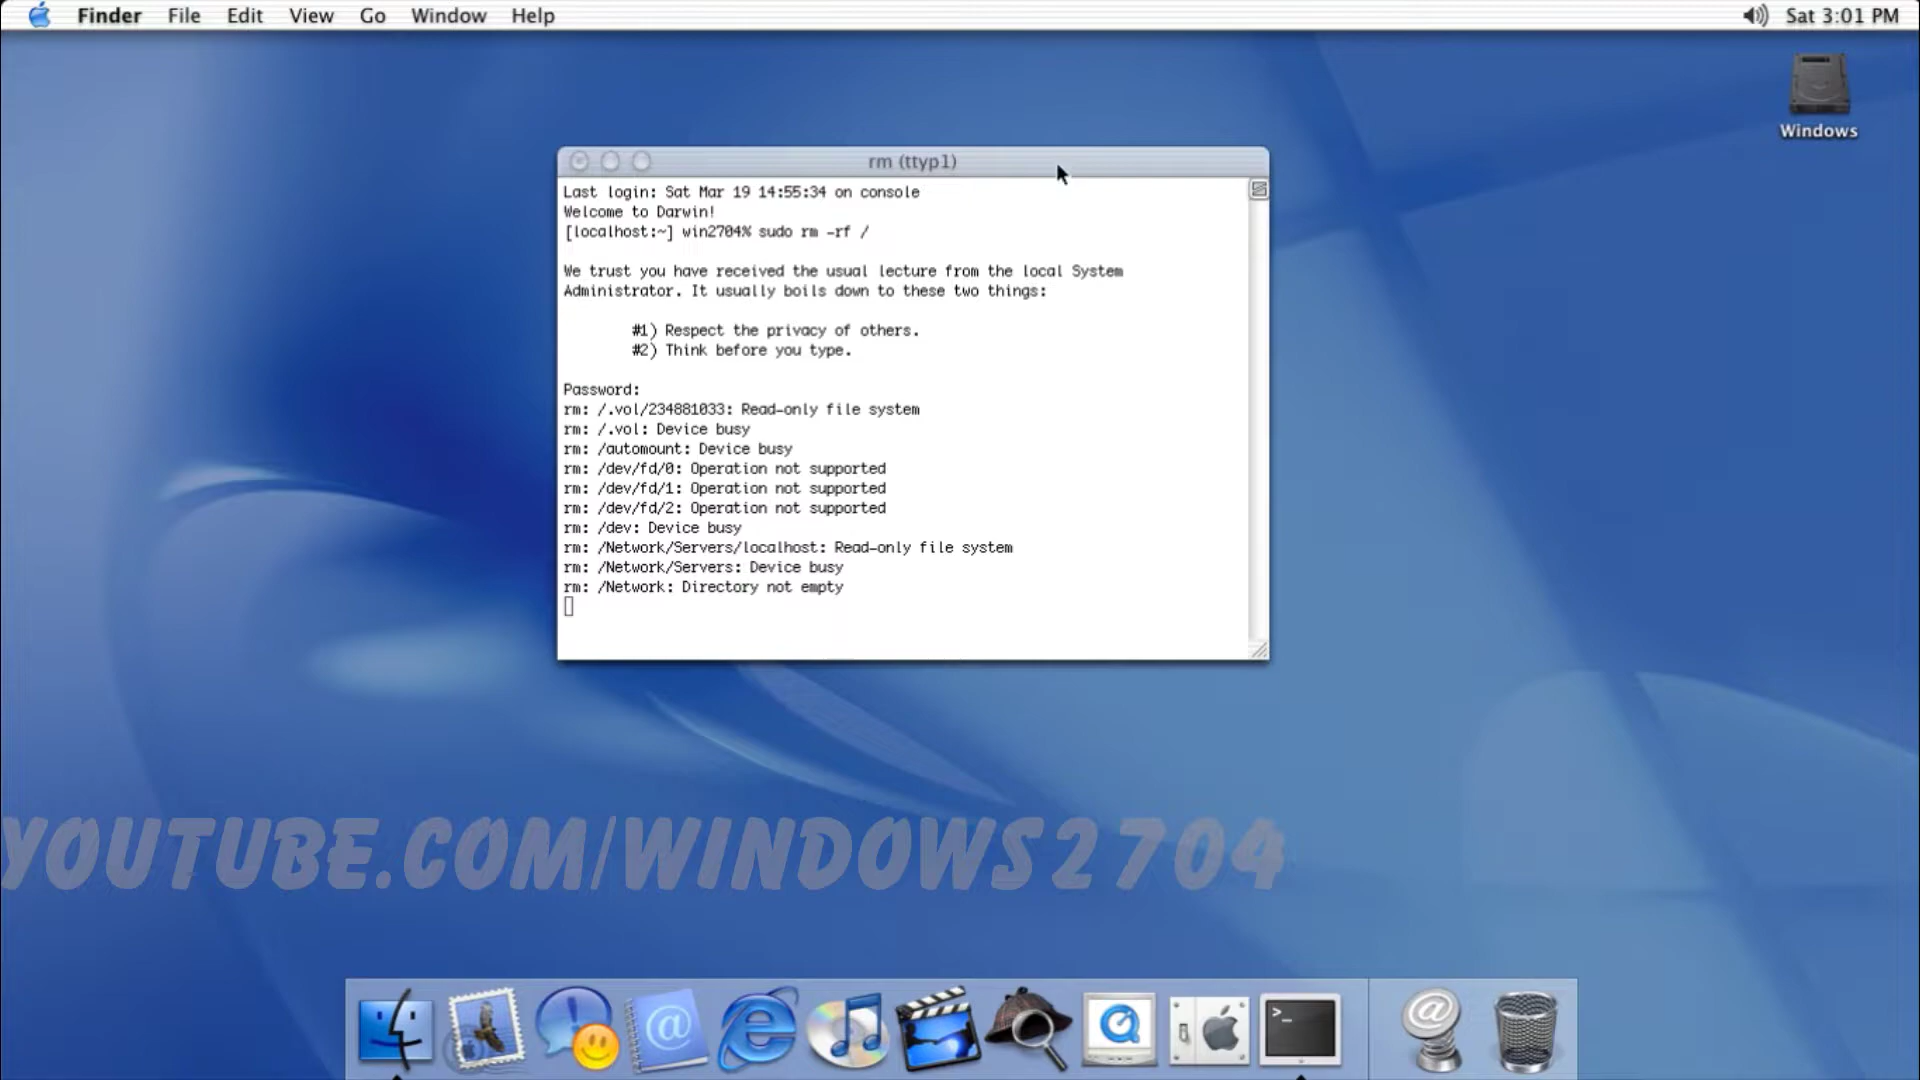 Finder File Edit View Go Window Help Sat 3:01 PM
Windows
rm (ttyp1)
Last login: Sat Mar 19 14:55:34 on console
Welcome to Darwin!
[localhost:~] win2704% sudo rm -rf /
We trust you have received the usual lecture from the local System
Administrator. It usually boils down to these two things:
#1) Respect the privacy of others.
#2) Think before you type.
Password:
rm: /.vol/234881033: Read-only file system
rm: /.vol: Device busy
rm: /automount: Device busy
rm: /dev/fd/0: Operation not supported
rm: /dev/fd/1: Operation not supported
rm: /dev/fd/2: Operation not supported
rm: /dev: Device busy
rm: /Network/Servers/localhost: Read-only file system
rm: /Network/Servers: Device busy
rm: /Network: Directory not empty
YOUTUBE.COM/WINDOWS2704